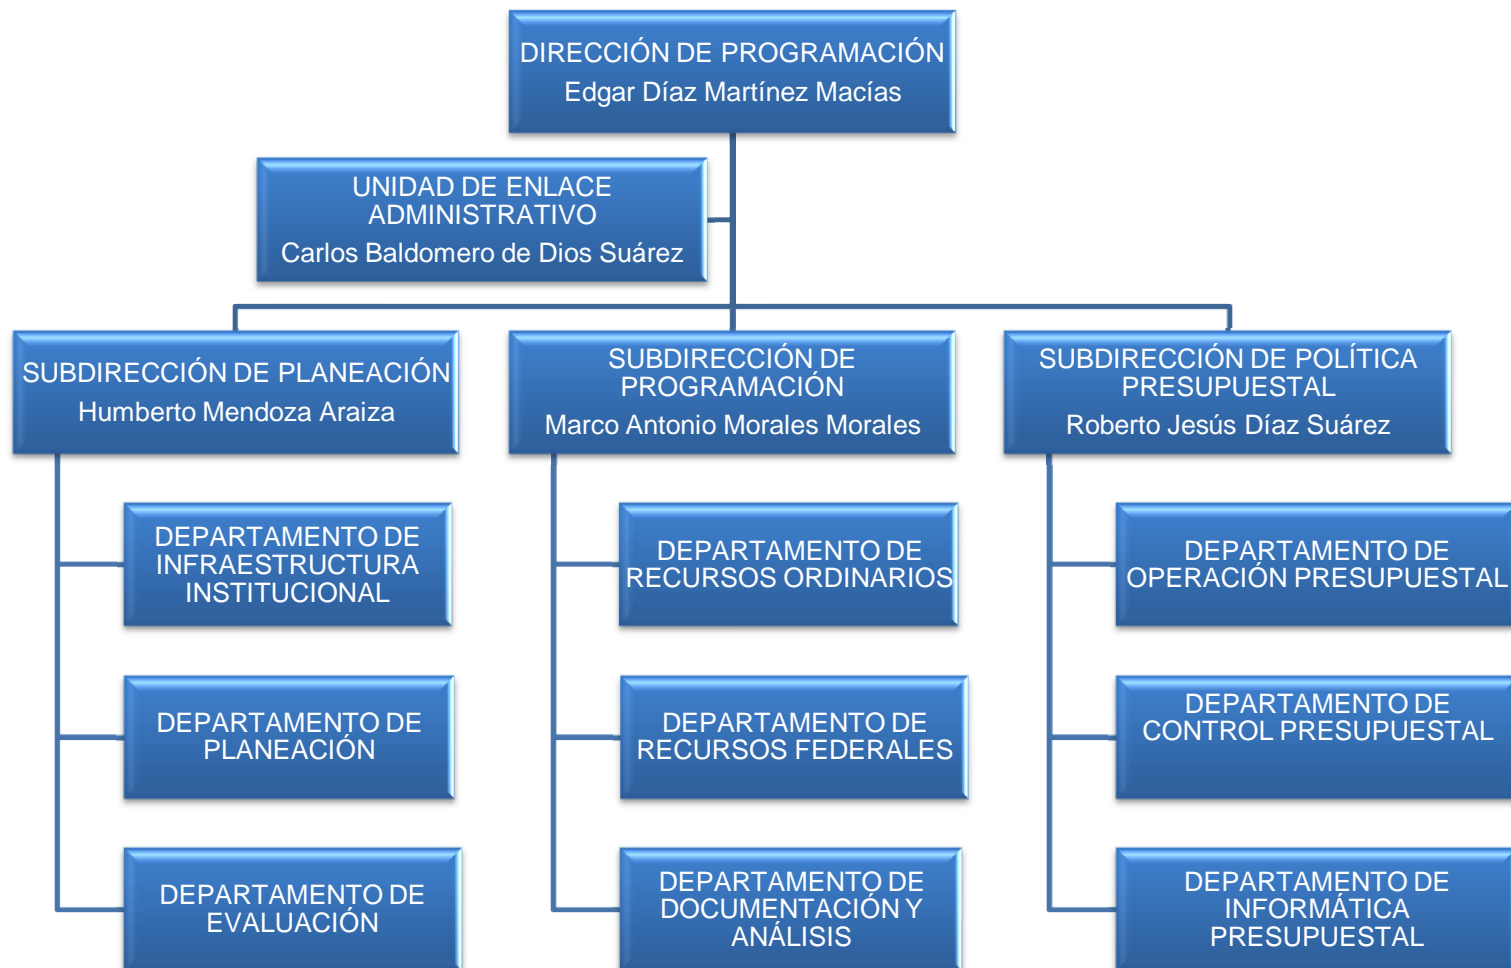 DIRECCIÓN DE PROGRAMACIÓN
Edgar Díaz Martínez Macías
UNIDAD DE ENLACE
ADMINISTRATIVO
Carlos Baldomero de Dios Suárez
SUBDIRECCIÓN DE PLANEACIÓN
Humberto Mendoza Araiza
SUBDIRECCIÓN DE
PROGRAMACIÓN
Marco Antonio Morales Morales
SUBDIRECCIÓN DE POLÍTICA
PRESUPUESTAL
Roberto Jesús Díaz Suárez
DEPARTAMENTO DE
INFRAESTRUCTURA
INSTITUCIONAL
DEPARTAMENTO DE
RECURSOS ORDINARIOS
DEPARTAMENTO DE
OPERACIÓN PRESUPUESTAL
DEPARTAMENTO DE
PLANEACIÓN
DEPARTAMENTO DE
RECURSOS FEDERALES
DEPARTAMENTO DE
CONTROL PRESUPUESTAL
DEPARTAMENTO DE
EVALUACIÓN
DEPARTAMENTO DE
DOCUMENTACIÓN Y
ANÁLISIS
DEPARTAMENTO DE
INFORMÁTICA
PRESUPUESTAL